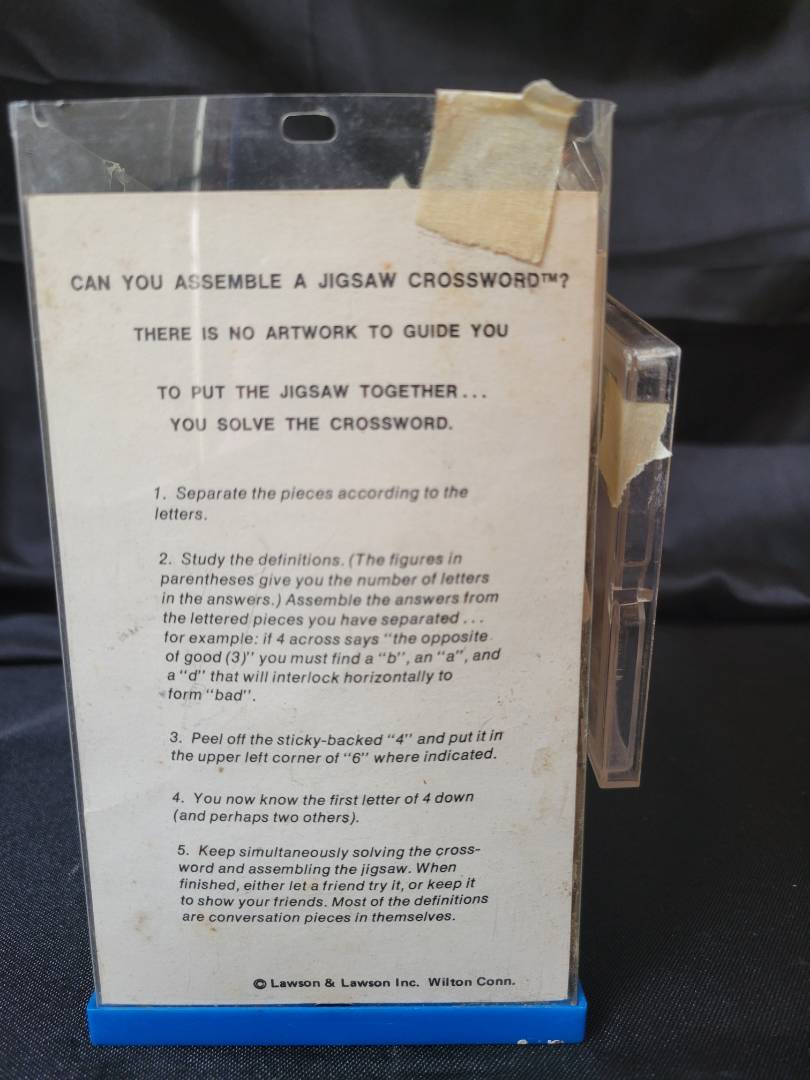 CAN YOU ASSEMBLE A JIGSAW CROSSWORD™?
THERE IS NO ARTWORK TO GUIDE YOU
TO PUT THE JIGSAW TOGETHER...
YOU SOLVE THE CROSSWORD.
1. Separate the pieces according to the
letters.
2. Study the definitions. (The figures in
parentheses give you the number of letters
in the answers.) Assemble the answers from
the lettered pieces you have separated...
for example: if 4 across says "the opposite
of good (3)" you must find a "b", an "a", and
a "d" that will interlock horizontally to
form "bad".
3. Peel off the sticky-backed "4" and put it in
the upper left corner of "6" where indicated.
4. You now know the first letter of 4 down
(and perhaps two others).
5. Keep simultaneously solving the cross-
word and assembling the jigsaw. When
finished, either let a friend try it, or keep it
to show your friends. Most of the definitions
are conversation pieces in themselves.
© Lawson & Lawson Inc. Wilton Conn.